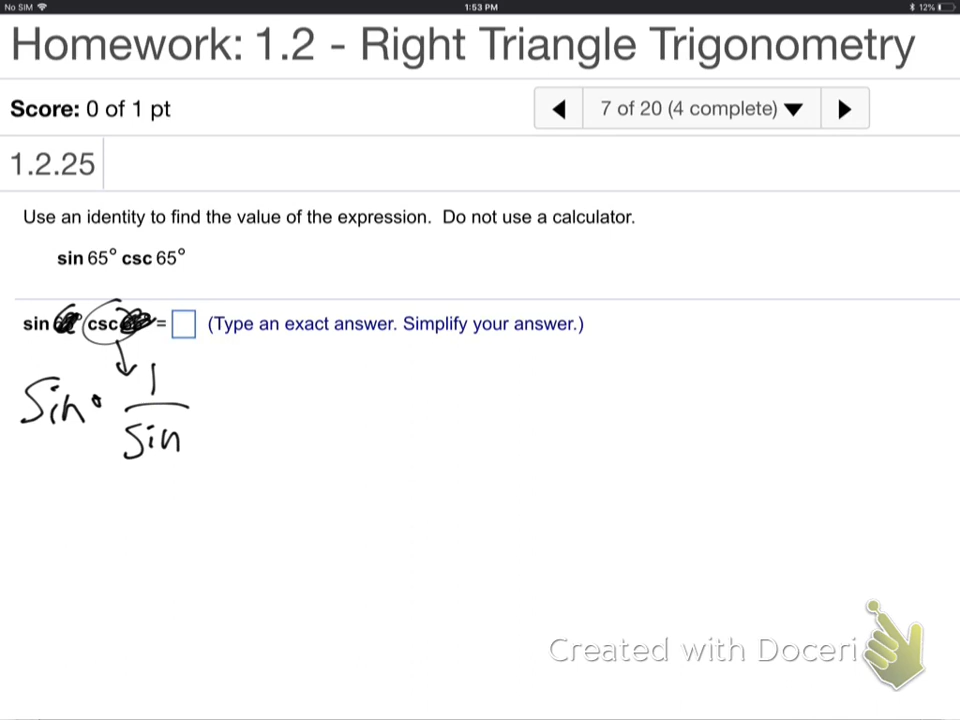 No SIM 1:53 PM 12%
Homework: 1.2 - Right Triangle Trigonometry
Score: 0 of 1 pt 7 of 20 (4 complete)
1.2.25
Use an identity to find the value of the expression. Do not use a calculator.
sin 65° csc 65°
sin csc = (Type an exact answer. Simplify your answer.)
Sin · 1
Sin
Created with Doceri